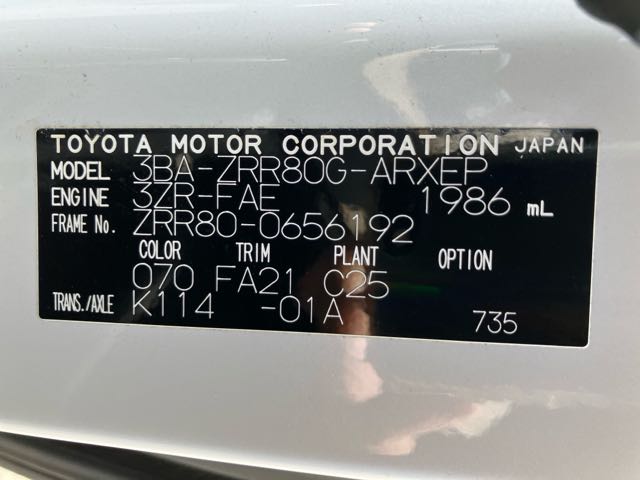 TOYOTA MOTOR CORPORATION JAPAN
MODEL 3BA-ZRR80G-ARXEP
ENGINE 3ZR-FAE 1986 mL
FRAME No. ZRR80-0656192
COLOR TRIM PLANT OPTION
070 FA21 C25
TRANS./AXLE K114 -01A 735